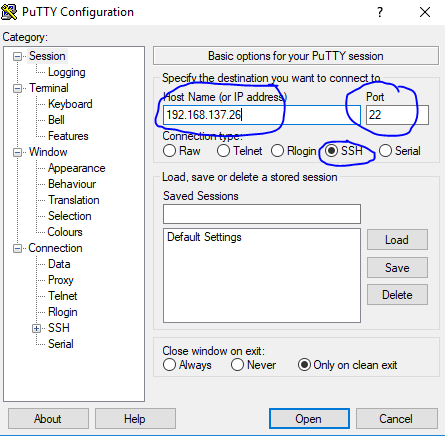 PuTTY Configuration
?
Category:
Session
Logging
Terminal
Keyboard
Bell
Features
Window
Appearance
Behaviour
Translation
Selection
Colours
Connection
Data
Proxy
Telnet
Rlogin
SSH
Serial
Basic options for your PuTTY session
Specify the destination you want to connect to
Host Name (or IP address) Port
192.168.137.26 22
Connection type:
Raw Telnet Rlogin SSH Serial
Load, save or delete a stored session
Saved Sessions
Default Settings
Load
Save
Delete
Close window on exit:
Always Never Only on clean exit
About Help Open Cancel